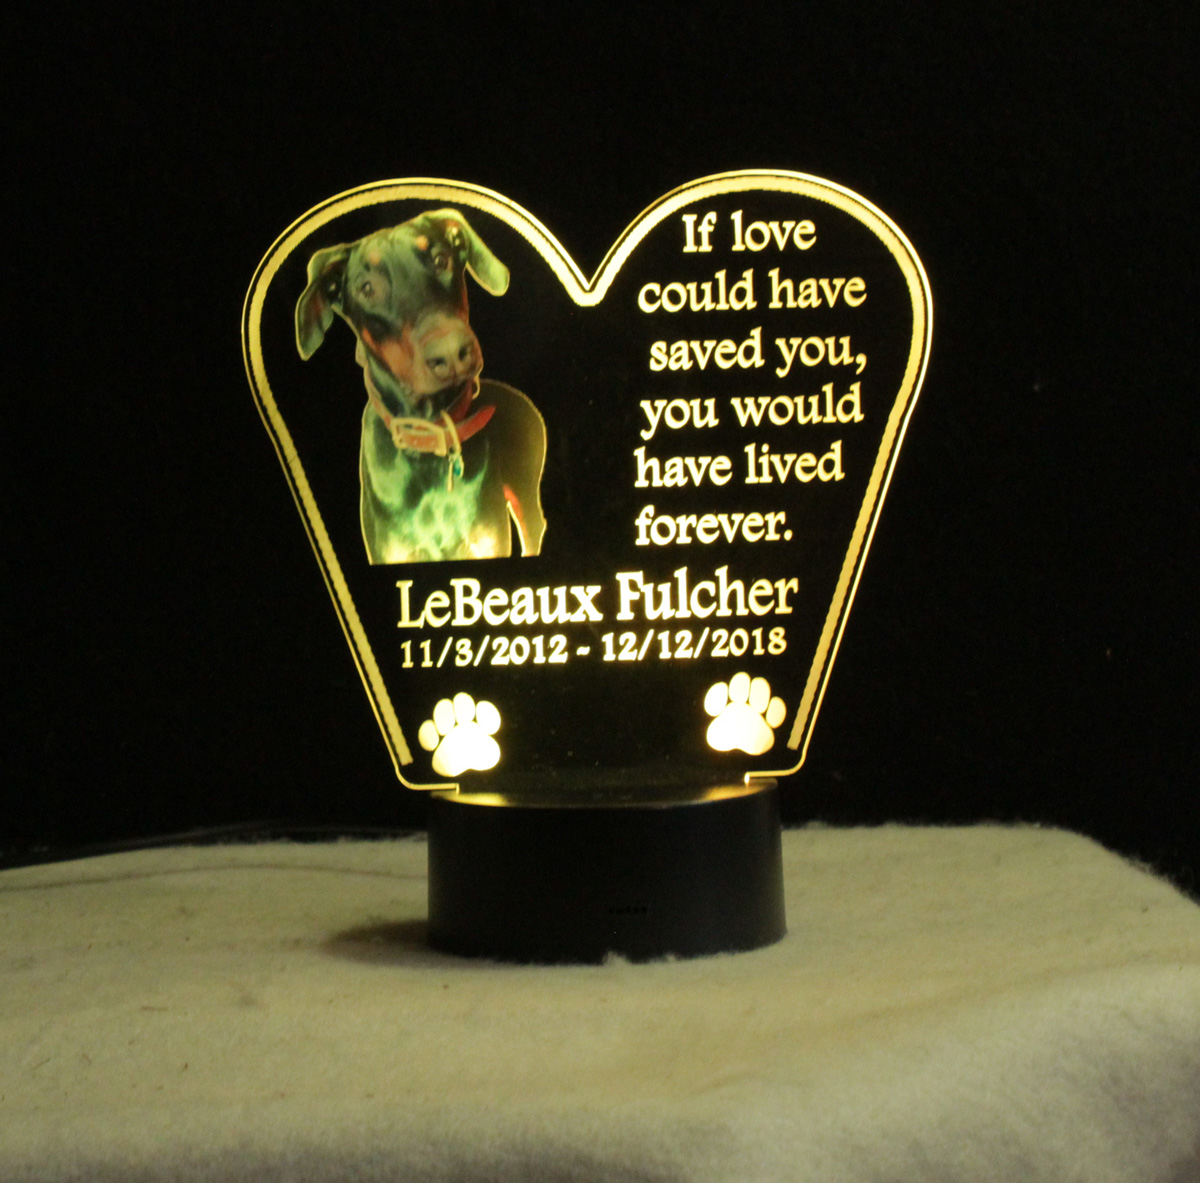 If love
could have
saved you,
you would
have lived
forever.
LeBeaux Fulcher
11/3/2012 - 12/12/2018